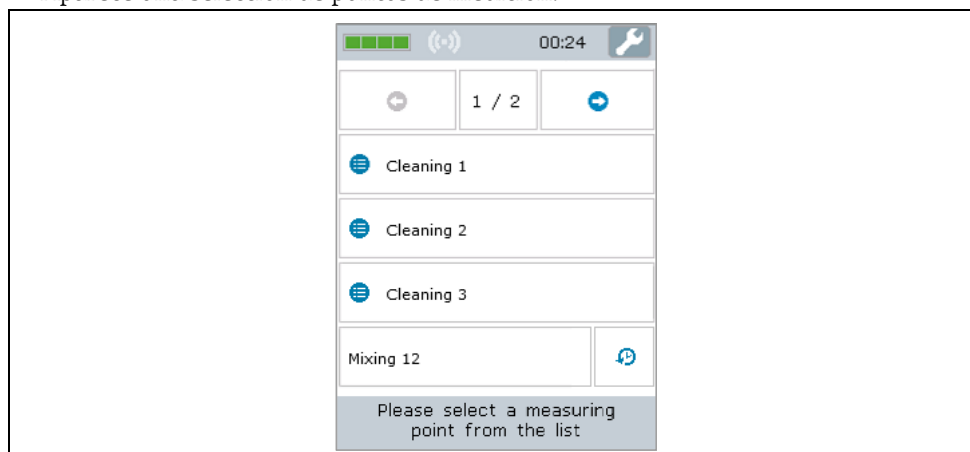 00:24
1 / 2
Cleaning 1
Cleaning 2
Cleaning 3
Mixing 12
Please select a measuring
point from the list